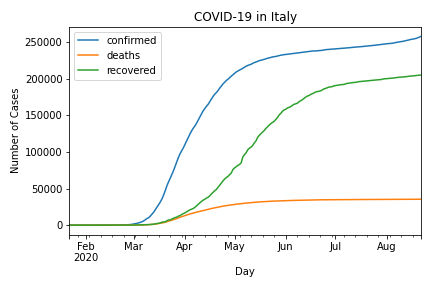 COVID-19 in Italy
confirmed
deaths
recovered
250000
200000
150000
100000
50000
0
Number of Cases
Feb
2020
Mar
Apr
May
Jun
Jul
Aug
Day